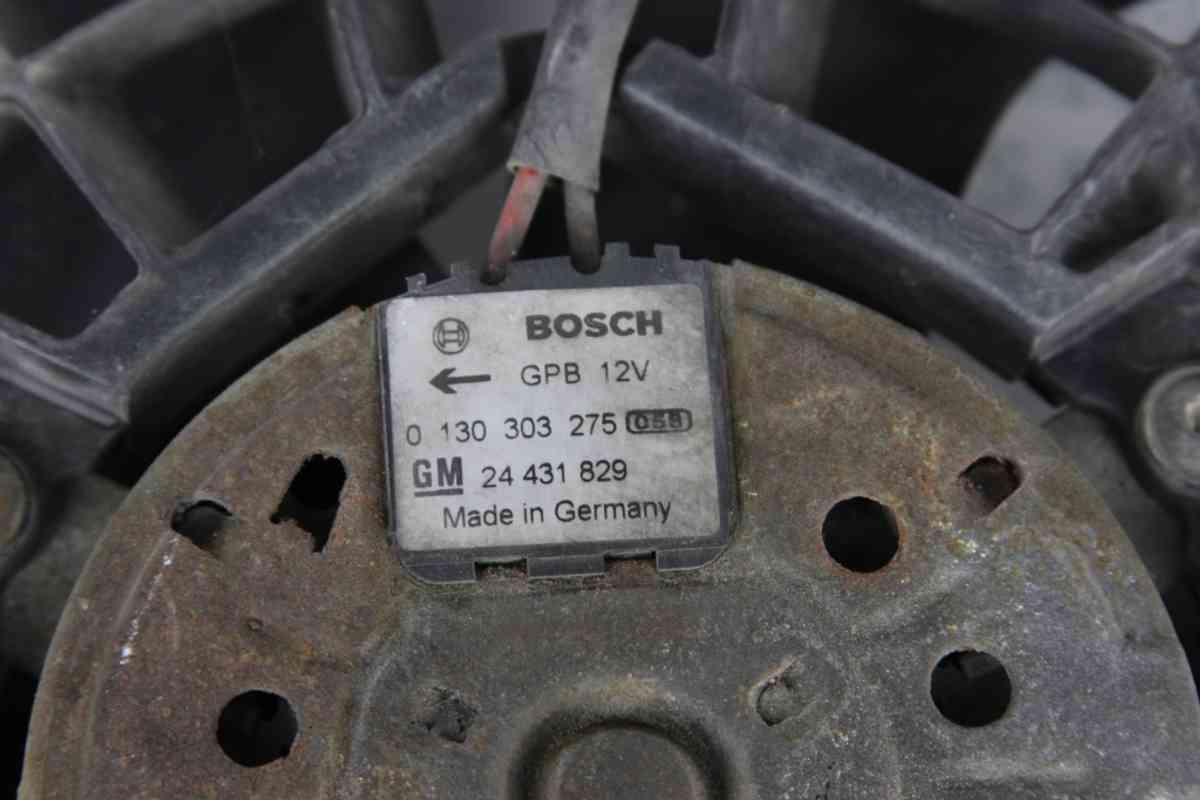 BOSCH
GPB 12V
0 130 303 275 058
GM 24 431 829
Made in Germany